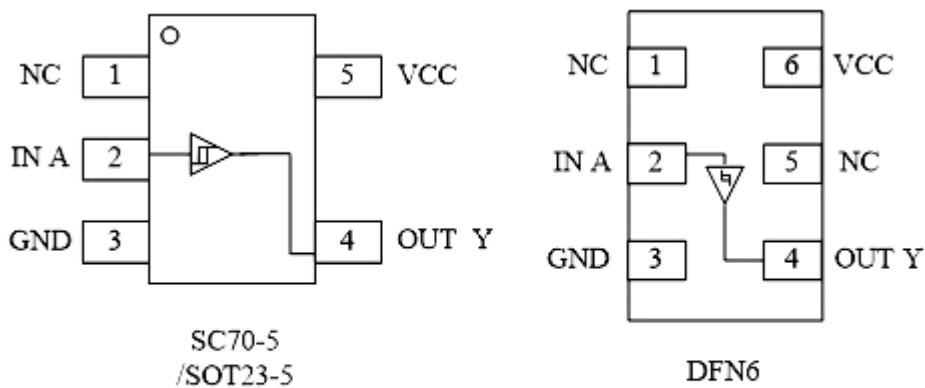 NC 1
5 VCC
IN A 2
GND 3
4 OUT Y
SC70-5
/SOT23-5
NC 1
6 VCC
IN A 2
5 NC
GND 3
4 OUT Y
DFN6